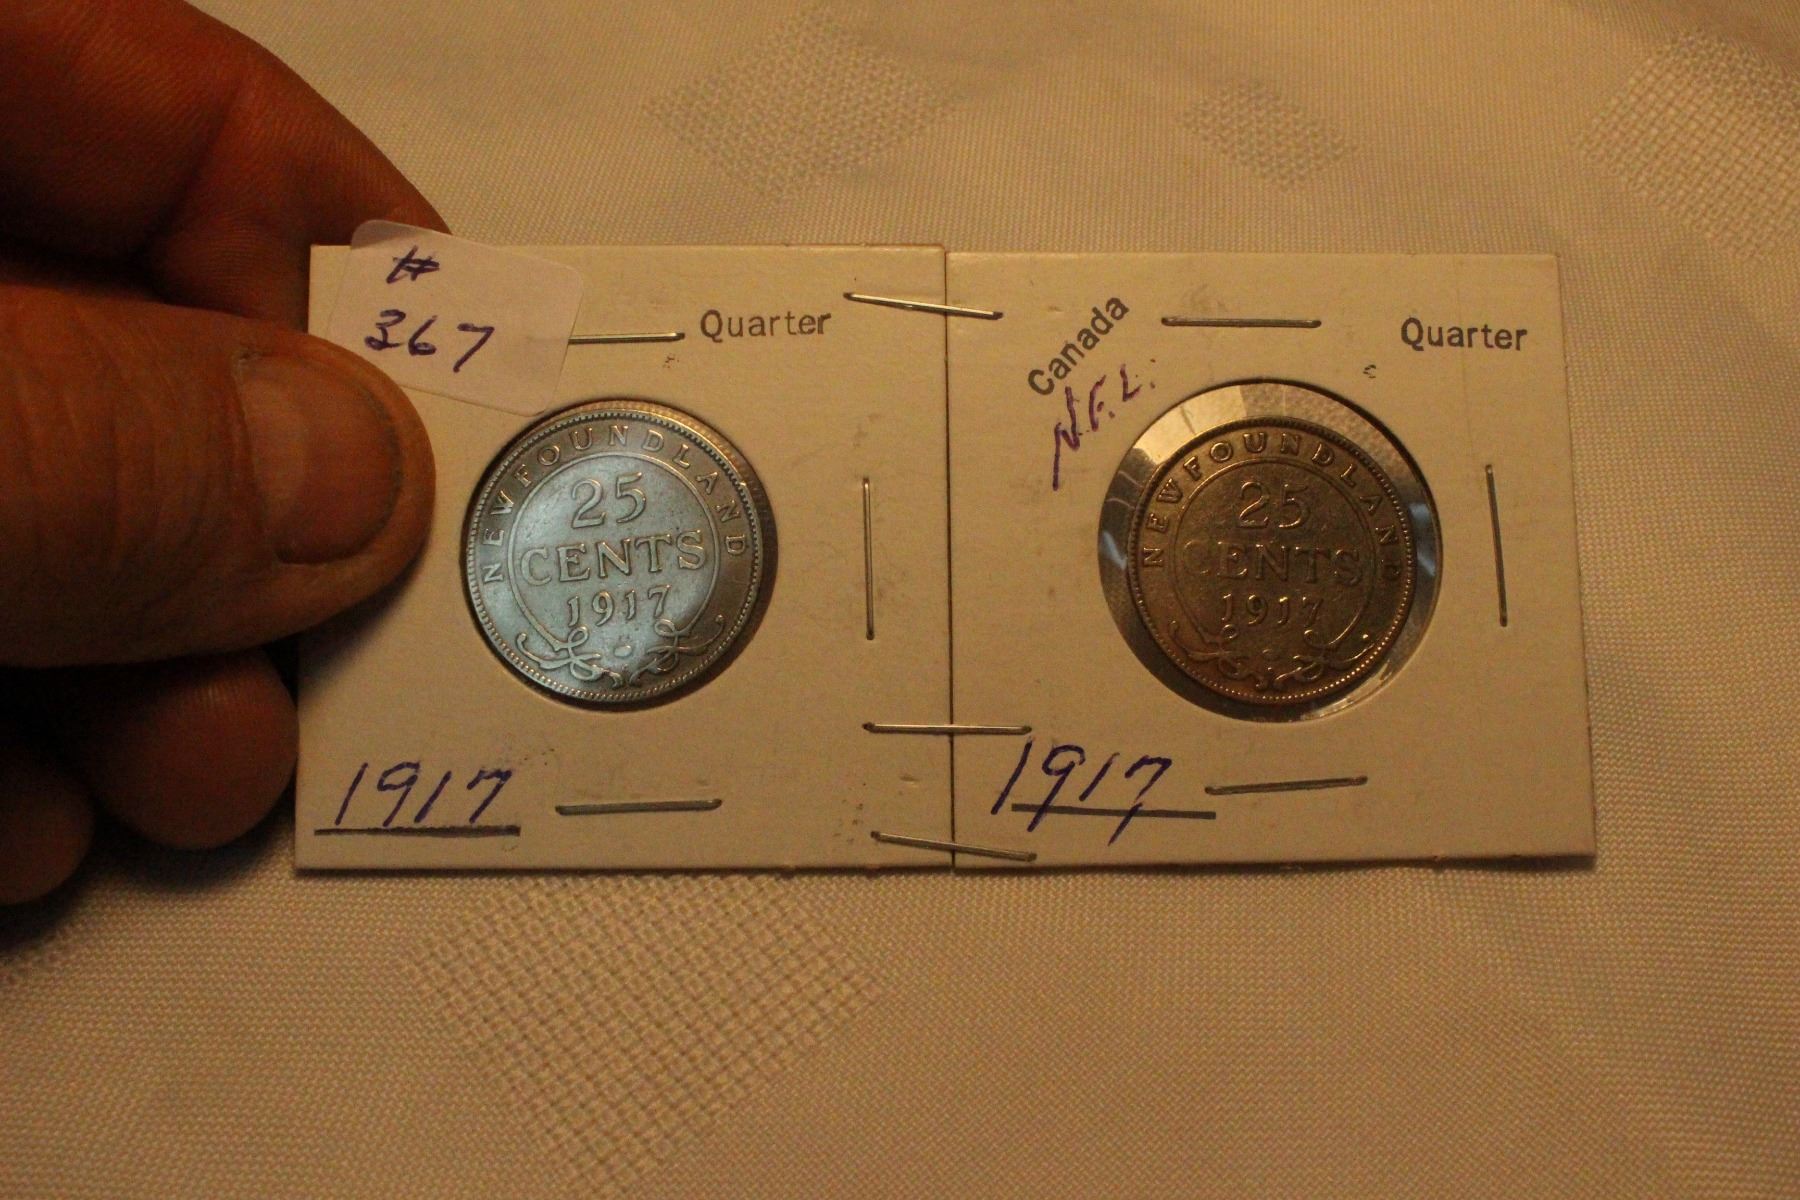 #
367
Quarter
NEWFOUNDLAND
25
CENTS
1917
1917
Canada
N.F.L.
Quarter
NEWFOUNDLAND
25
CENTS
1917
1917